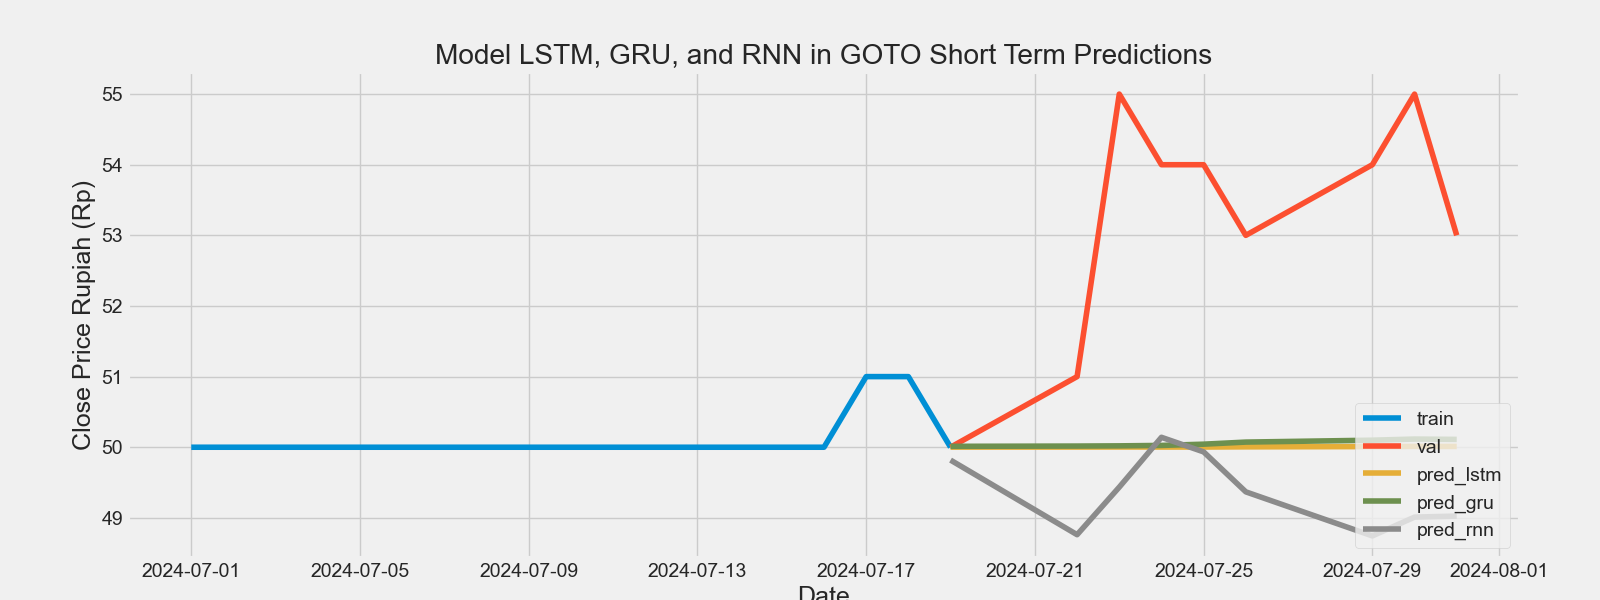 Model LSTM, GRU, and RNN in GOTO Short Term Predictions
Close Price Rupiah (Rp)
55
54
53
52
51
50
49
train
val
pred_lstm
pred_gru
pred_rnn
2024-07-01 2024-07-05 2024-07-09 2024-07-13 2024-07-17 2024-07-21 2024-07-25 2024-07-29 2024-08-01
Date